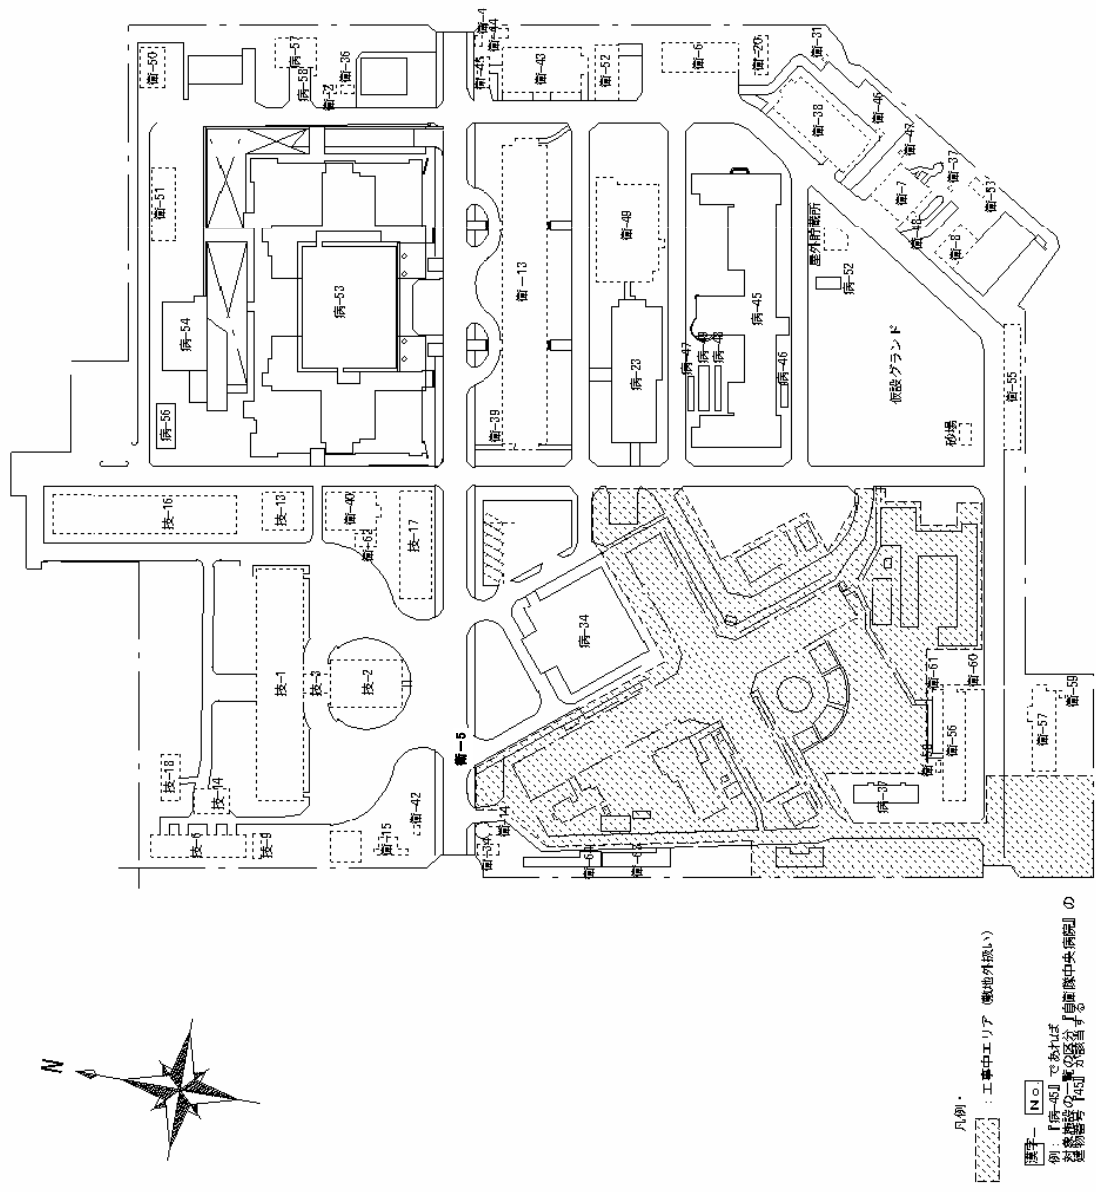 衛-50
病-57
病-58
衛-2
衛-36
衛-4
衛-44
衛-45
衛-43
衛-52
衛-6
衛-20
衛-31
衛-38
衛-46
衛-47
衛-7
衛-37
衛-53
衛-48
衛-8
衛-51
病-54
病-53
病-56
衛-13
衛-39
衛-49
病-23
病-45
病-47
病-48
病-46
屋外貯蔵所
病-52
仮設グランド
砂場
衛-55
技-16
技-13
衛-40
衛-62
技-17
技-1
技-3
技-2
技-18
技-14
技-6
技-9
衛-15
衛-42
衛-5
衛-34
衛-14
病-34
衛-61
衛-60
衛-56
衛-58
病-37
衛-57
衛-59
N
凡例・
：工事中エリア（敷地外扱い）
漢字－ No.
例：『病-45』であれば
対象施設の一覧の区分『自衛隊中央病院』の
建物番号『45』が該当する